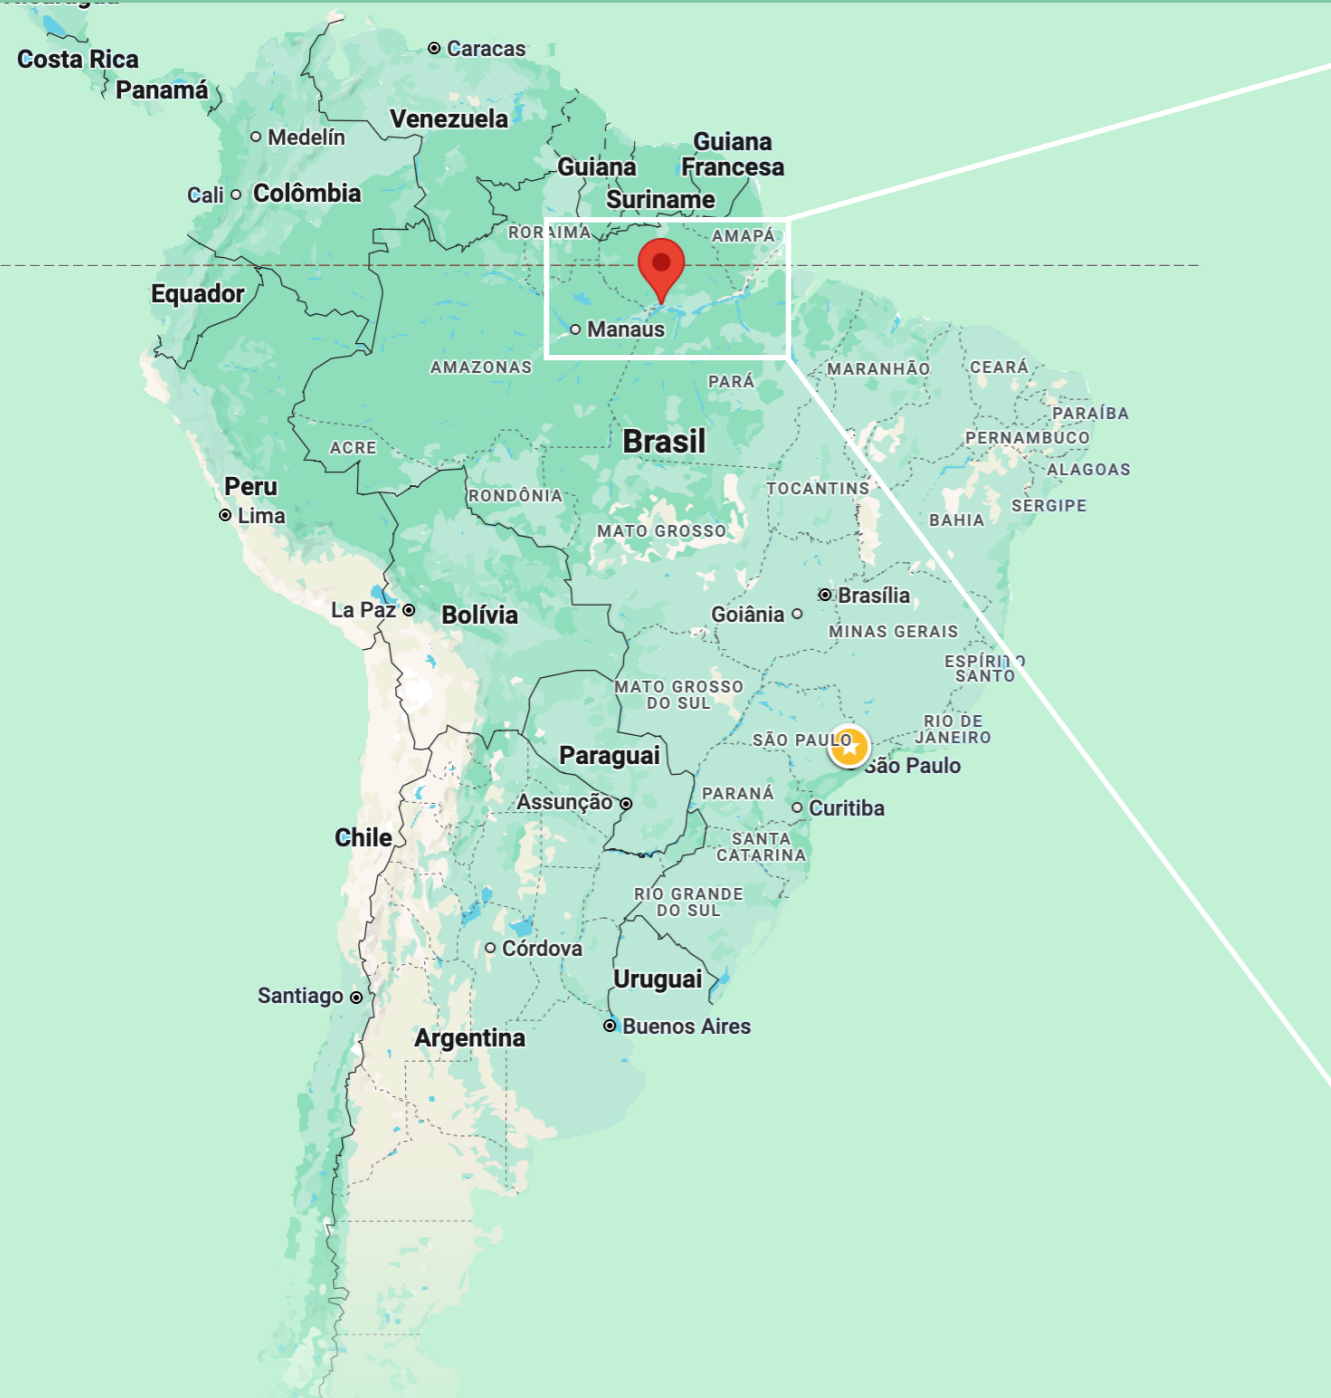 Nicaragua
Costa Rica
Panamá
Caracas
Venezuela
Medelín
Cali
Colômbia
Guiana
Guiana
Francesa
Suriname
RORAIMA
AMAPÁ
Equador
Manaus
AMAZONAS
PARÁ
MARANHÃO
CEARÁ
PARAÍBA
PERNAMBUCO
ALAGOAS
SERGIPE
ACRE
Brasil
Peru
Lima
RONDÔNIA
TOCANTINS
BAHIA
MATO GROSSO
La Paz
Bolívia
Brasília
Goiânia
MINAS GERAIS
ESPÍRITO
SANTO
MATO GROSSO
DO SUL
RIO DE
JANEIRO
SÃO PAULO
São Paulo
Paraguai
Assunção
PARANÁ
Curitiba
Chile
SANTA
CATARINA
RIO GRANDE
DO SUL
Córdova
Uruguai
Santiago
Buenos Aires
Argentina